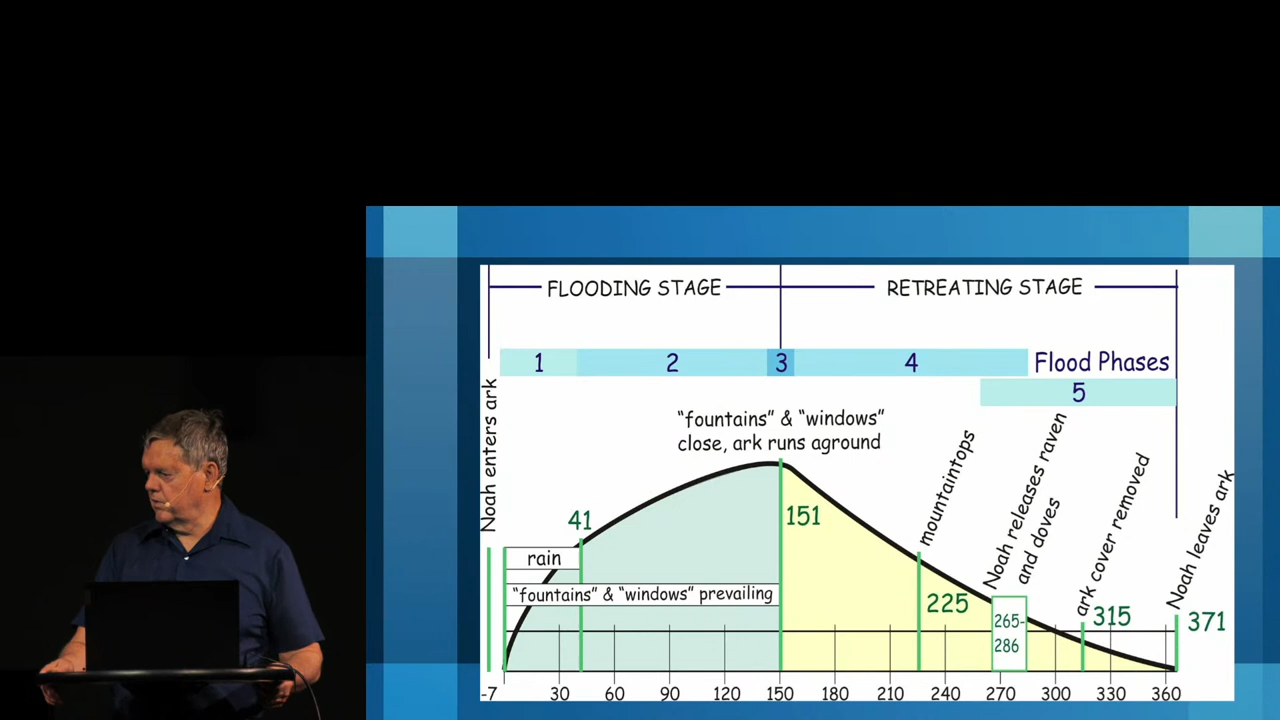 FLOODING STAGE
RETREATING STAGE
1
2
3
4
Flood Phases
5
Noah enters ark
"fountains" & "windows"
close, ark runs aground
mountaintops
Noah releases raven
and doves
ark cover removed
Noah leaves ark
41
151
rain
"fountains" & "windows" prevailing
225
265-
286
315
371
-7 30 60 90 120 150 180 210 240 270 300 330 360